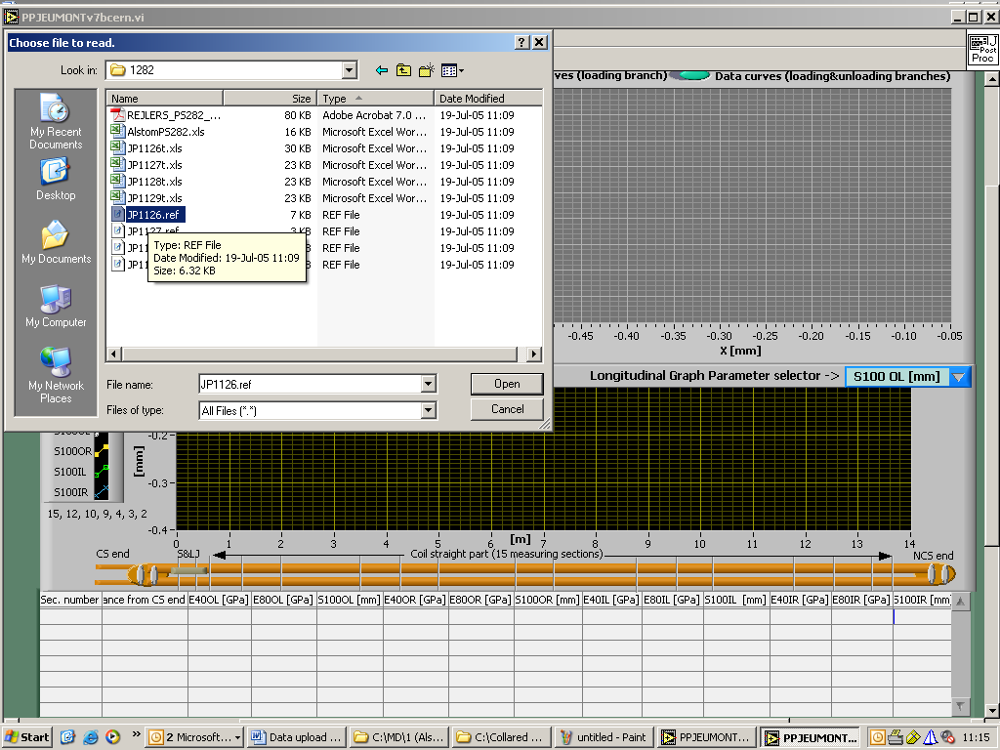 PPJEUMONTv7bcern.vi
Choose file to read.
Look in: 1282
Post
Proc
Name Size Type Date Modified
REJLERS_PS282_... 80 KB Adobe Acrobat 7.0 ... 19-Jul-05 11:09
AlstomPS282.xls 16 KB Microsoft Excel Wor... 19-Jul-05 11:09
JP1126t.xls 30 KB Microsoft Excel Wor... 19-Jul-05 11:09
JP1127t.xls 23 KB Microsoft Excel Wor... 19-Jul-05 11:09
JP1128t.xls 23 KB Microsoft Excel Wor... 19-Jul-05 11:09
JP1129t.xls 23 KB Microsoft Excel Wor... 19-Jul-05 11:09
JP1126.ref 7 KB REF File 19-Jul-05 11:09
JP1127.ref 3 KB REF File 19-Jul-05 11:09
REF File 19-Jul-05 11:09
REF File 19-Jul-05 11:09
Type: REF File
Date Modified: 19-Jul-05 11:09
Size: 6.32 KB
My Recent
Documents
Desktop
My Documents
My Computer
My Network
Places
File name: JP1126.ref Open
Files of type: All Files (*.*) Cancel
ves (loading branch) Data curves (loading&unloading branches)
-0.45 -0.40 -0.35 -0.30 -0.25 -0.20 -0.15 -0.10 -0.05
X [mm]
Longitudinal Graph Parameter selector -> S100 OL [mm]
S100OR
S100IL
S100IR
15, 12, 10, 9, 4, 3, 2
[mm]
-0.2
-0.3
-0.4
0 1 2 3 4 5 6 7 8 9 10 11 12 13 14
[m]
CS end S&LJ Coil straight part (15 measuring sections) NCS end
Sec. number ance from CS end E40OL [GPa] E80OL [GPa] S100OL [mm] E40OR [GPa] E80OR [GPa] S100OR [mm] E40IL [GPa] E80IL [GPa] S100IL [mm] E40IR [GPa] E80IR [GPa] S100IR [mm]
Start 2 Microsoft... Data upload ... C:\MD\1 (Als... C:\Collared ... untitled - Paint PPJEUMONT... PPJEUMONT... 11:15